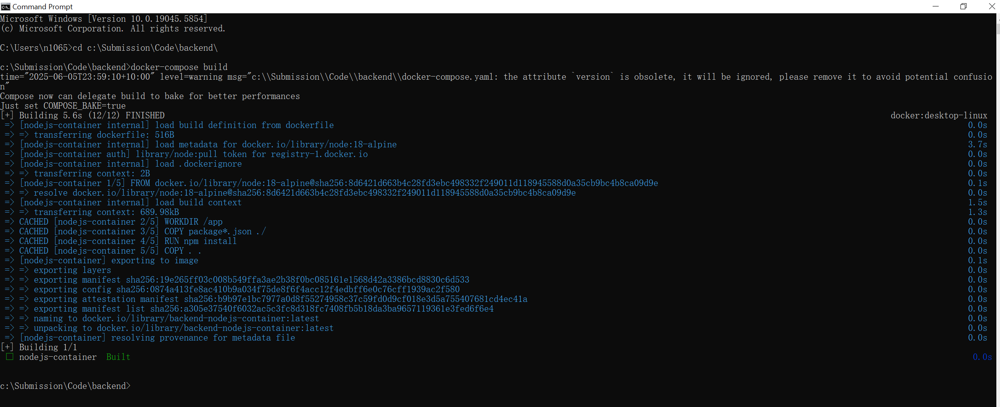 Command Prompt
Microsoft Windows [Version 10.0.19045.5854]
(c) Microsoft Corporation. All rights reserved.
C:\Users\n1065>cd c:\Submission\Code\backend\
c:\Submission\Code\backend>docker-compose build
time="2025-06-05T23:59:10+10:00" level=warning msg="c:\\Submission\\Code\\backend\\docker-compose.yaml: the attribute `version` is obsolete, it will be ignored, please remove it to avoid potential confusio
n"
Compose now can delegate build to bake for better performances
Just set COMPOSE_BAKE=true
[+] Building 5.6s (12/12) FINISHED docker:desktop-linux
=> [nodejs-container internal] load build definition from dockerfile 0.0s
=> => transferring dockerfile: 516B 0.0s
=> [nodejs-container internal] load metadata for docker.io/library/node:18-alpine 3.7s
=> [nodejs-container auth] library/node:pull token for registry-1.docker.io 0.0s
=> [nodejs-container internal] load .dockerignore 0.0s
=> => transferring context: 2B 0.0s
=> [nodejs-container 1/5] FROM docker.io/library/node:18-alpine@sha256:8d6421d663b4c28fd3ebc498332f249011d118945588d0a35cb9bc4b8ca09d9e 0.1s
=> => resolve docker.io/library/node:18-alpine@sha256:8d6421d663b4c28fd3ebc498332f249011d118945588d0a35cb9bc4b8ca09d9e 0.0s
=> [nodejs-container internal] load build context 1.5s
=> => transferring context: 689.98kB 1.3s
=> CACHED [nodejs-container 2/5] WORKDIR /app 0.0s
=> CACHED [nodejs-container 3/5] COPY package*.json ./ 0.0s
=> CACHED [nodejs-container 4/5] RUN npm install 0.0s
=> CACHED [nodejs-container 5/5] COPY . . 0.0s
=> [nodejs-container] exporting to image 0.1s
=> => exporting layers 0.0s
=> => exporting manifest sha256:19e265ff03c008b549ffa3ae2b38f0bc085161e1568d42a3386bcd8830c6d533 0.0s
=> => exporting config sha256:0874a413fe8ac410b9a034f75de8f6f4acc12f4edbff6e0c76cff1939ac2f580 0.0s
=> => exporting attestation manifest sha256:b9b97e1bc7977a0d8f55274958c37c59fd0d9cf018e3d5a755407681cd4ec41a 0.0s
=> => exporting manifest list sha256:a305e37540f6032ac5c3fc8d318fc7408fb5b18da3ba9657119361e3fed6f6e4 0.0s
=> => naming to docker.io/library/backend-nodejs-container:latest 0.0s
=> => unpacking to docker.io/library/backend-nodejs-container:latest 0.0s
=> [nodejs-container] resolving provenance for metadata file 0.0s
[+] Building 1/1
□ nodejs-container Built 0.0s
c:\Submission\Code\backend>